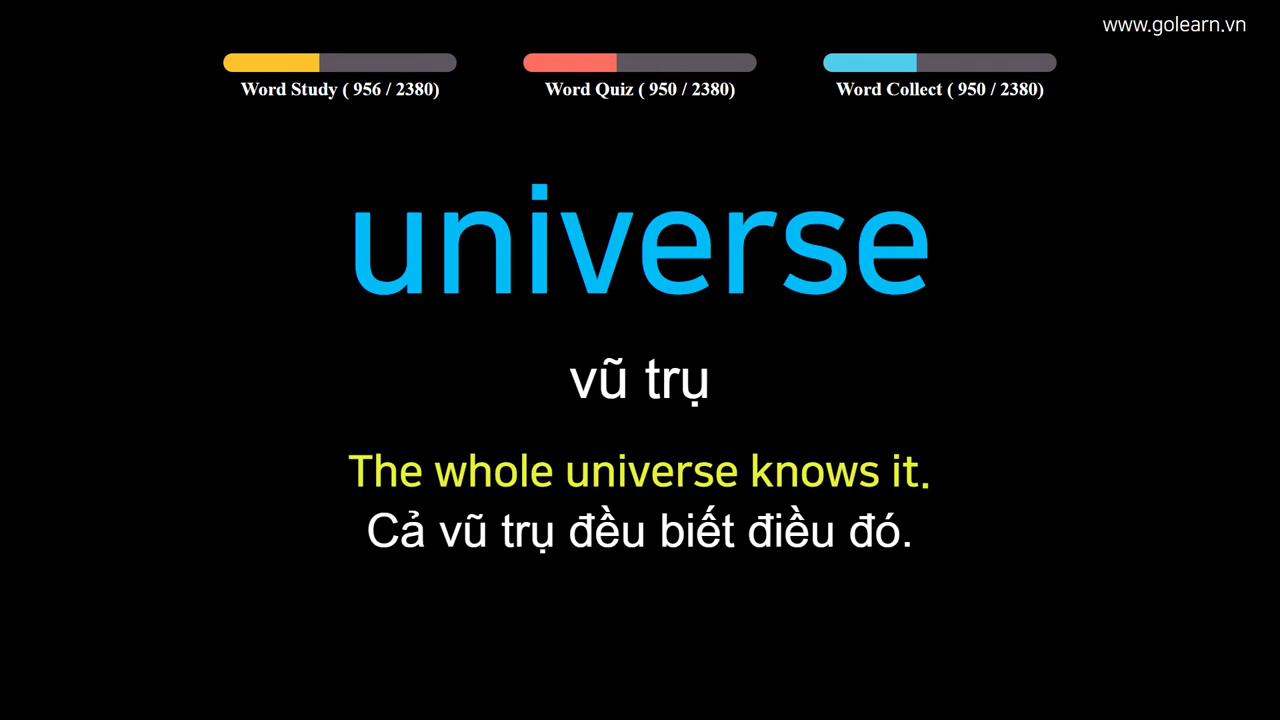 www.golearn.vn
Word Study ( 956 / 2380)
Word Quiz ( 950 / 2380)
Word Collect ( 950 / 2380)
universe
vũ trụ
The whole universe knows it.
Cả vũ trụ đều biết điều đó.